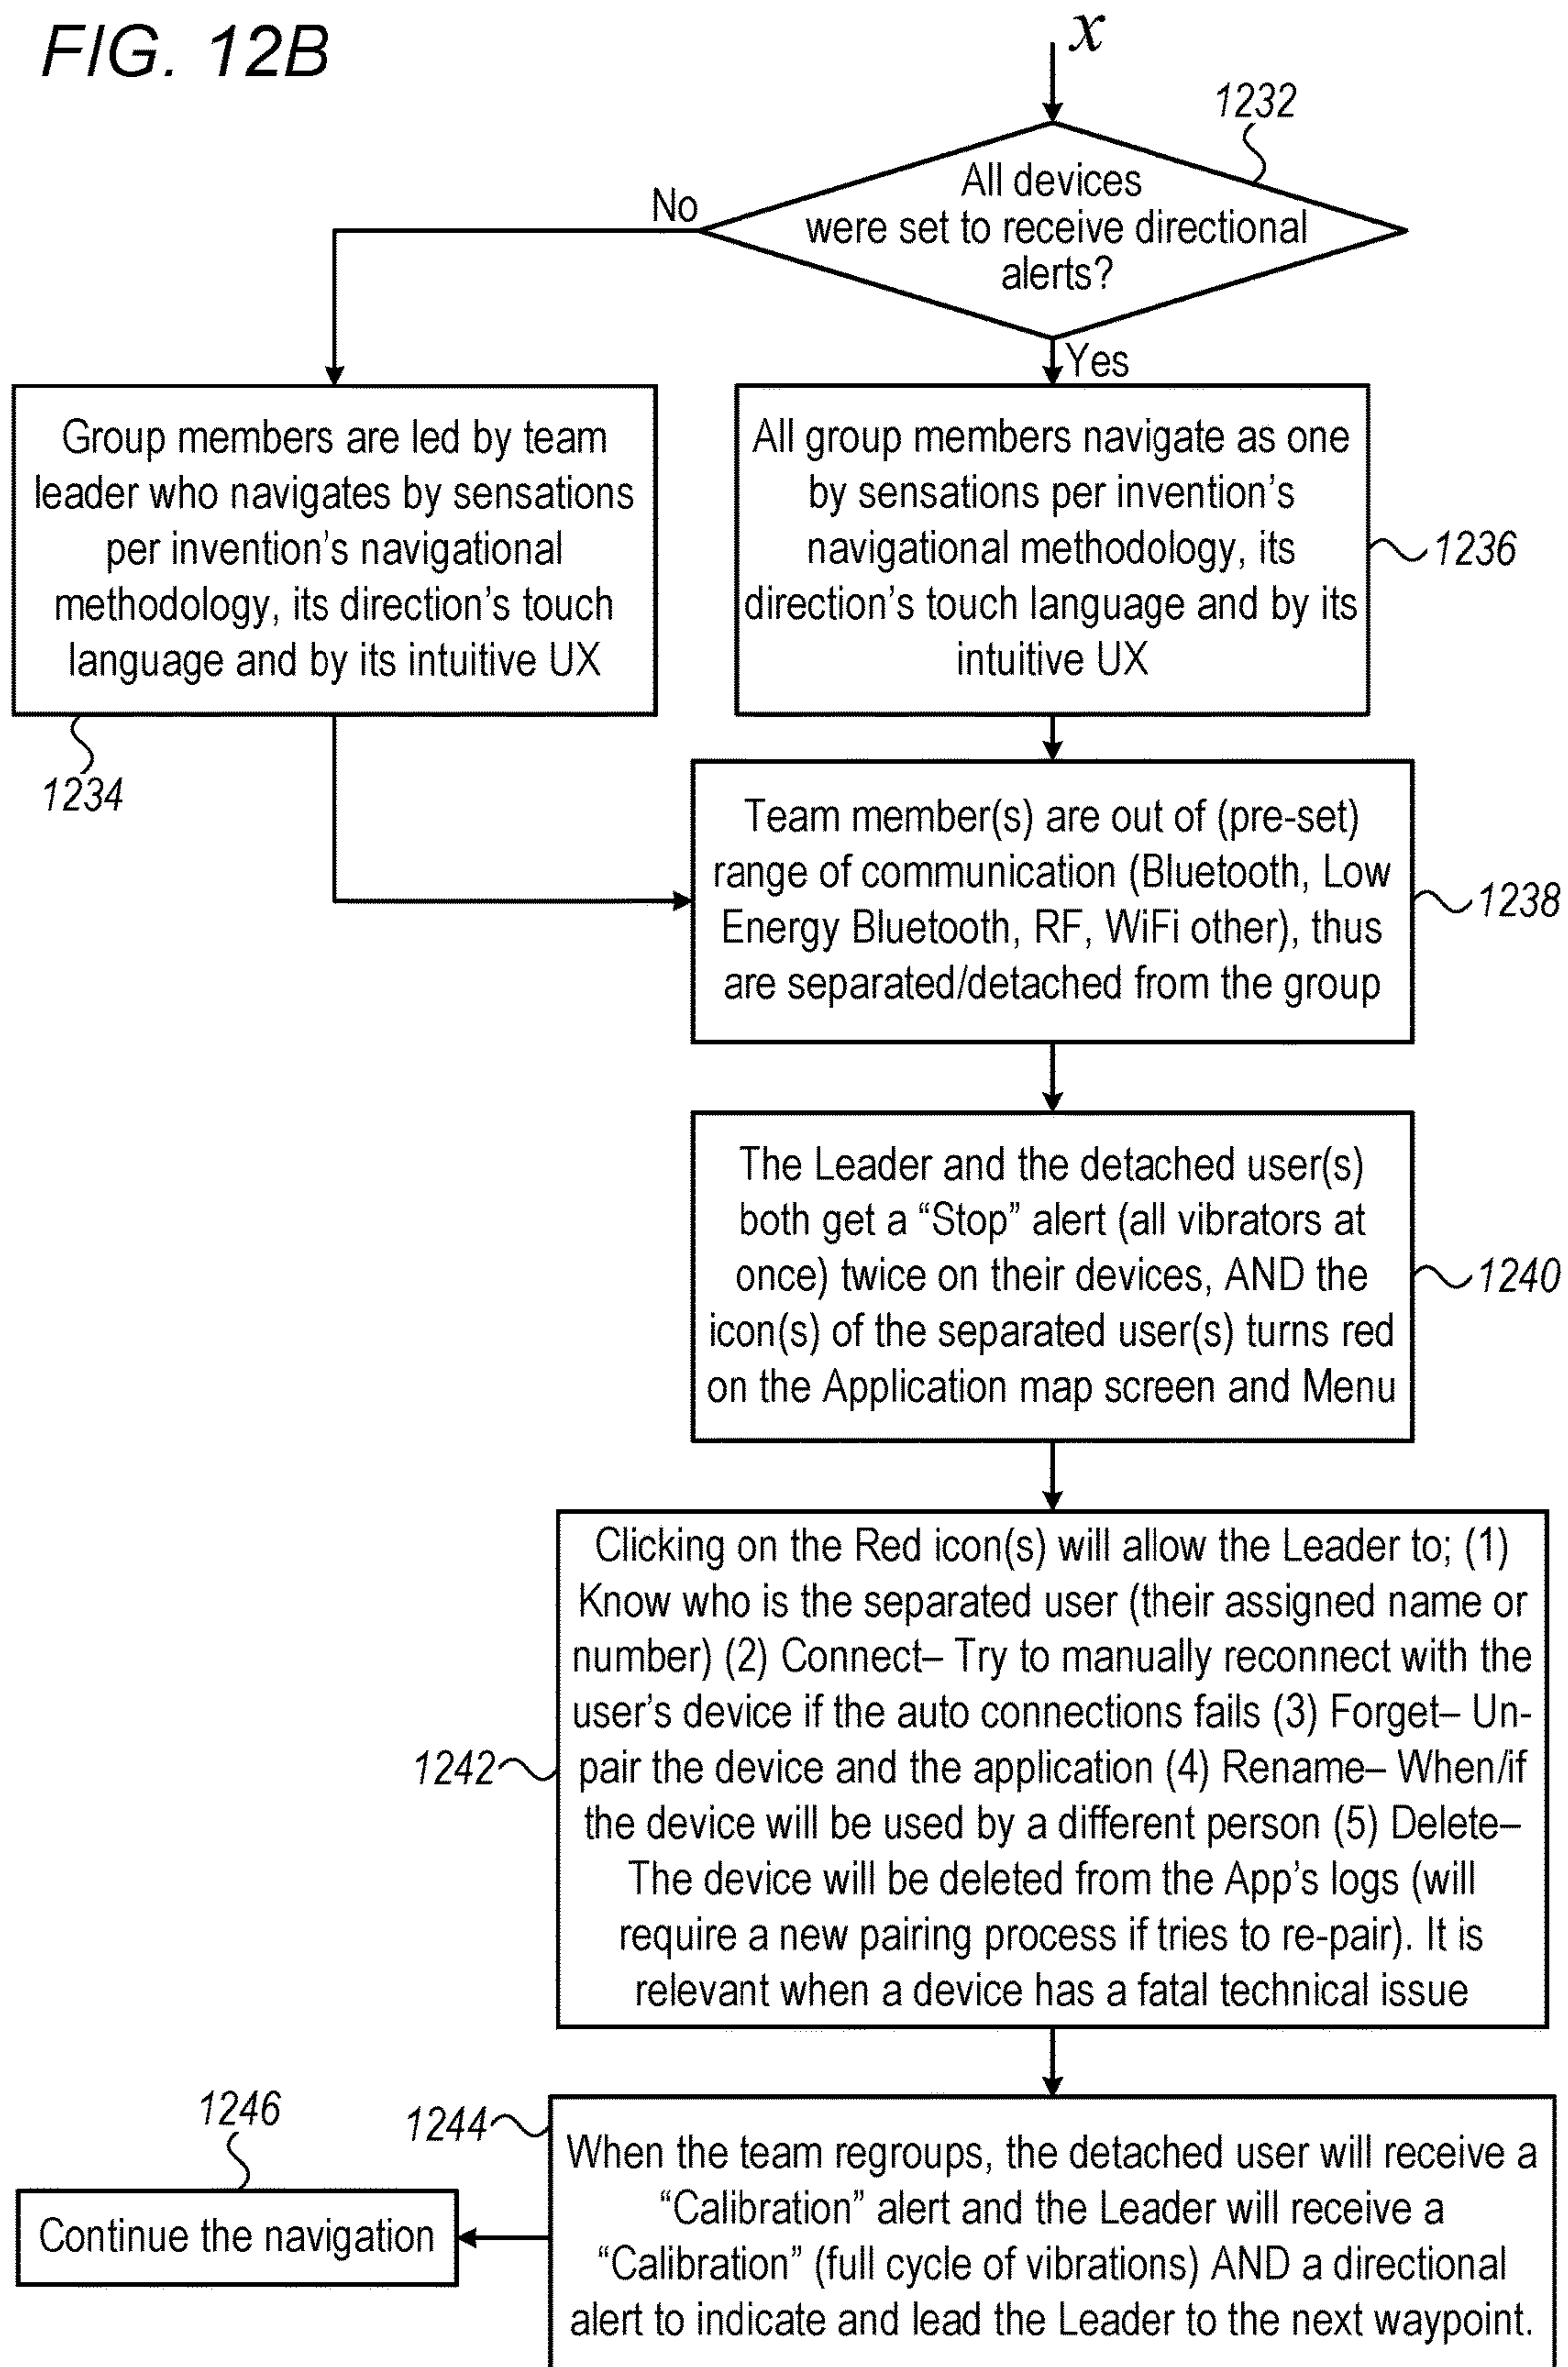 FIG. 12B
x
1232
All devices
were set to receive directional
alerts?
No
Yes
Group members are led by team
leader who navigates by sensations
per invention’s navigational
methodology, its direction’s touch
language and by its intuitive UX
1234
All group members navigate as one
by sensations per invention’s
navigational methodology, its
direction’s touch language and by its
intuitive UX
1236
Team member(s) are out of (pre-set)
range of communication (Bluetooth, Low
Energy Bluetooth, RF, WiFi other), thus
are separated/detached from the group
1238
The Leader and the detached user(s)
both get a “Stop” alert (all vibrators at
once) twice on their devices, AND the
icon(s) of the separated user(s) turns red
on the Application map screen and Menu
1240
Clicking on the Red icon(s) will allow the Leader to; (1)
Know who is the separated user (their assigned name or
number) (2) Connect– Try to manually reconnect with the
user’s device if the auto connections fails (3) Forget– Un-
pair the device and the application (4) Rename– When/if
the device will be used by a different person (5) Delete–
The device will be deleted from the App’s logs (will
require a new pairing process if tries to re-pair). It is
relevant when a device has a fatal technical issue
1242
1244
When the team regroups, the detached user will receive a
“Calibration” alert and the Leader will receive a
“Calibration” (full cycle of vibrations) AND a directional
alert to indicate and lead the Leader to the next waypoint.
1246
Continue the navigation